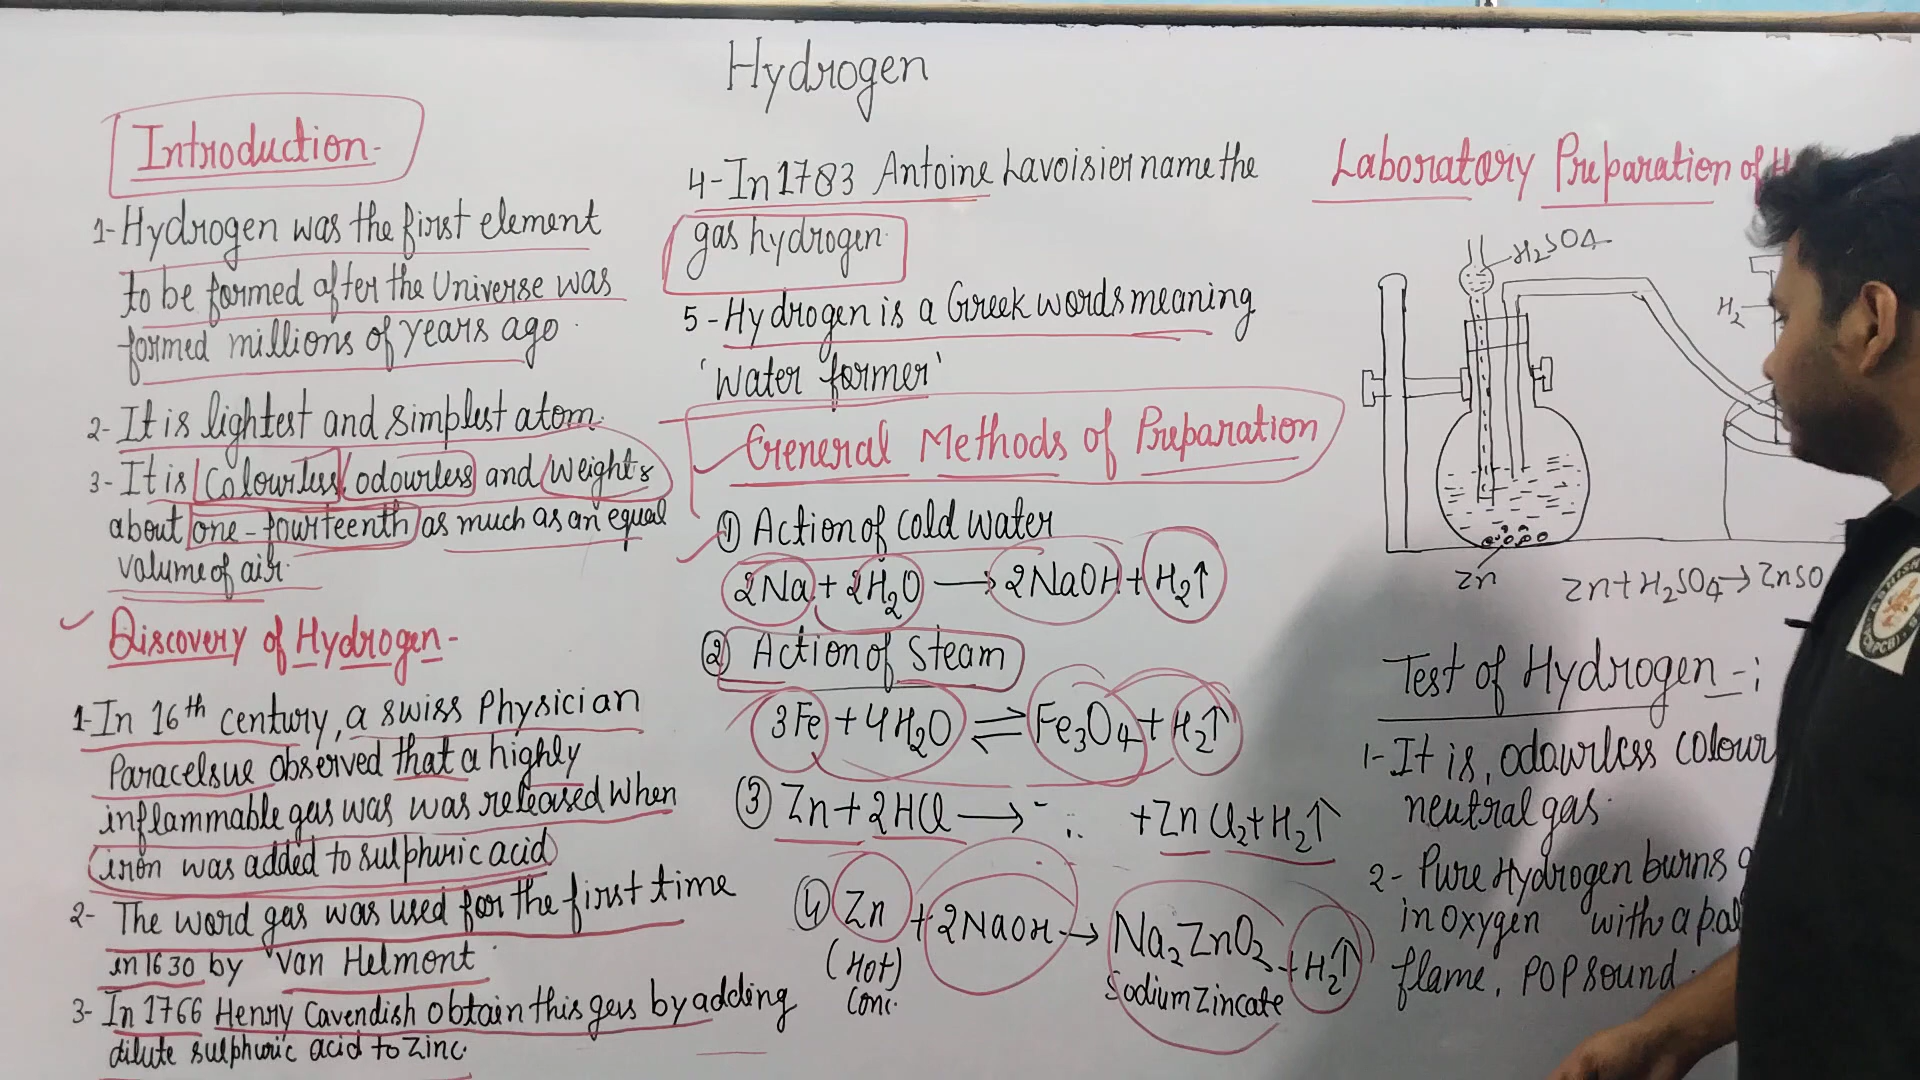 Hydrogen
Introduction-
1- Hydrogen was the first element
to be formed after the Universe was
formed millions of years ago.
2- It is lightest and simplest atom.
3- It is Colourless, odourless and weights
about one-fourteenth as much as an equal
volume of air.
Discovery of Hydrogen-
1- In 16th century, a swiss Physician
Paracelsue observed that a highly
inflammable gas was was released when
iron was added to sulphuric acid
2- The word gas was used for the first time
in 1630 by Van Helmont
3- In 1766 Henry Cavendish obtain this gas by adding
dilute sulphuric acid to Zinc.
4- In 1783 Antoine Lavoisier name the
gas hydrogen.
5- Hydrogen is a Greek words meaning
'Water former'
General Methods of Preparation
① Action of cold water
2Na + 2H₂O → 2NaOH + H₂↑
② Action of Steam
3Fe + 4H₂O ⇌ Fe₃O₄ + H₂↑
③ Zn + 2HCl → + ZnCl₂ + H₂↑
④ Zn + 2NaOH → Na₂ZnO₂ + H₂↑
(Hot)
Conc.
Sodium Zincate
Laboratory Preparation of H
H₂SO₄
H₂
Zn
Zn + H₂SO₄ → ZnSO
Test of Hydrogen -:
1- It is, odourless colour
neutral gas.
2- Pure Hydrogen burns
in oxygen with a pal
flame, POP sound.